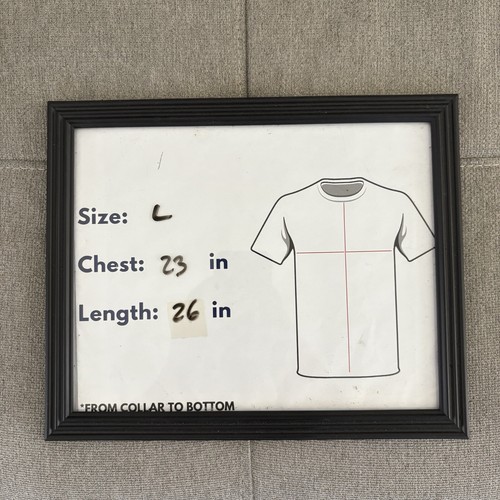 Size: L
Chest: 23 in
Length: 26 in
*FROM COLLAR TO BOTTOM